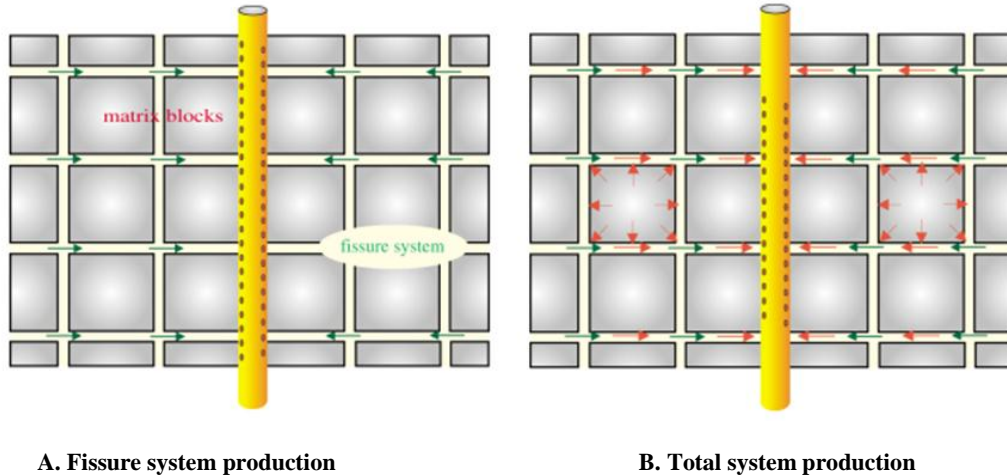 matrix blocks
fissure system
A. Fissure system production
B. Total system production